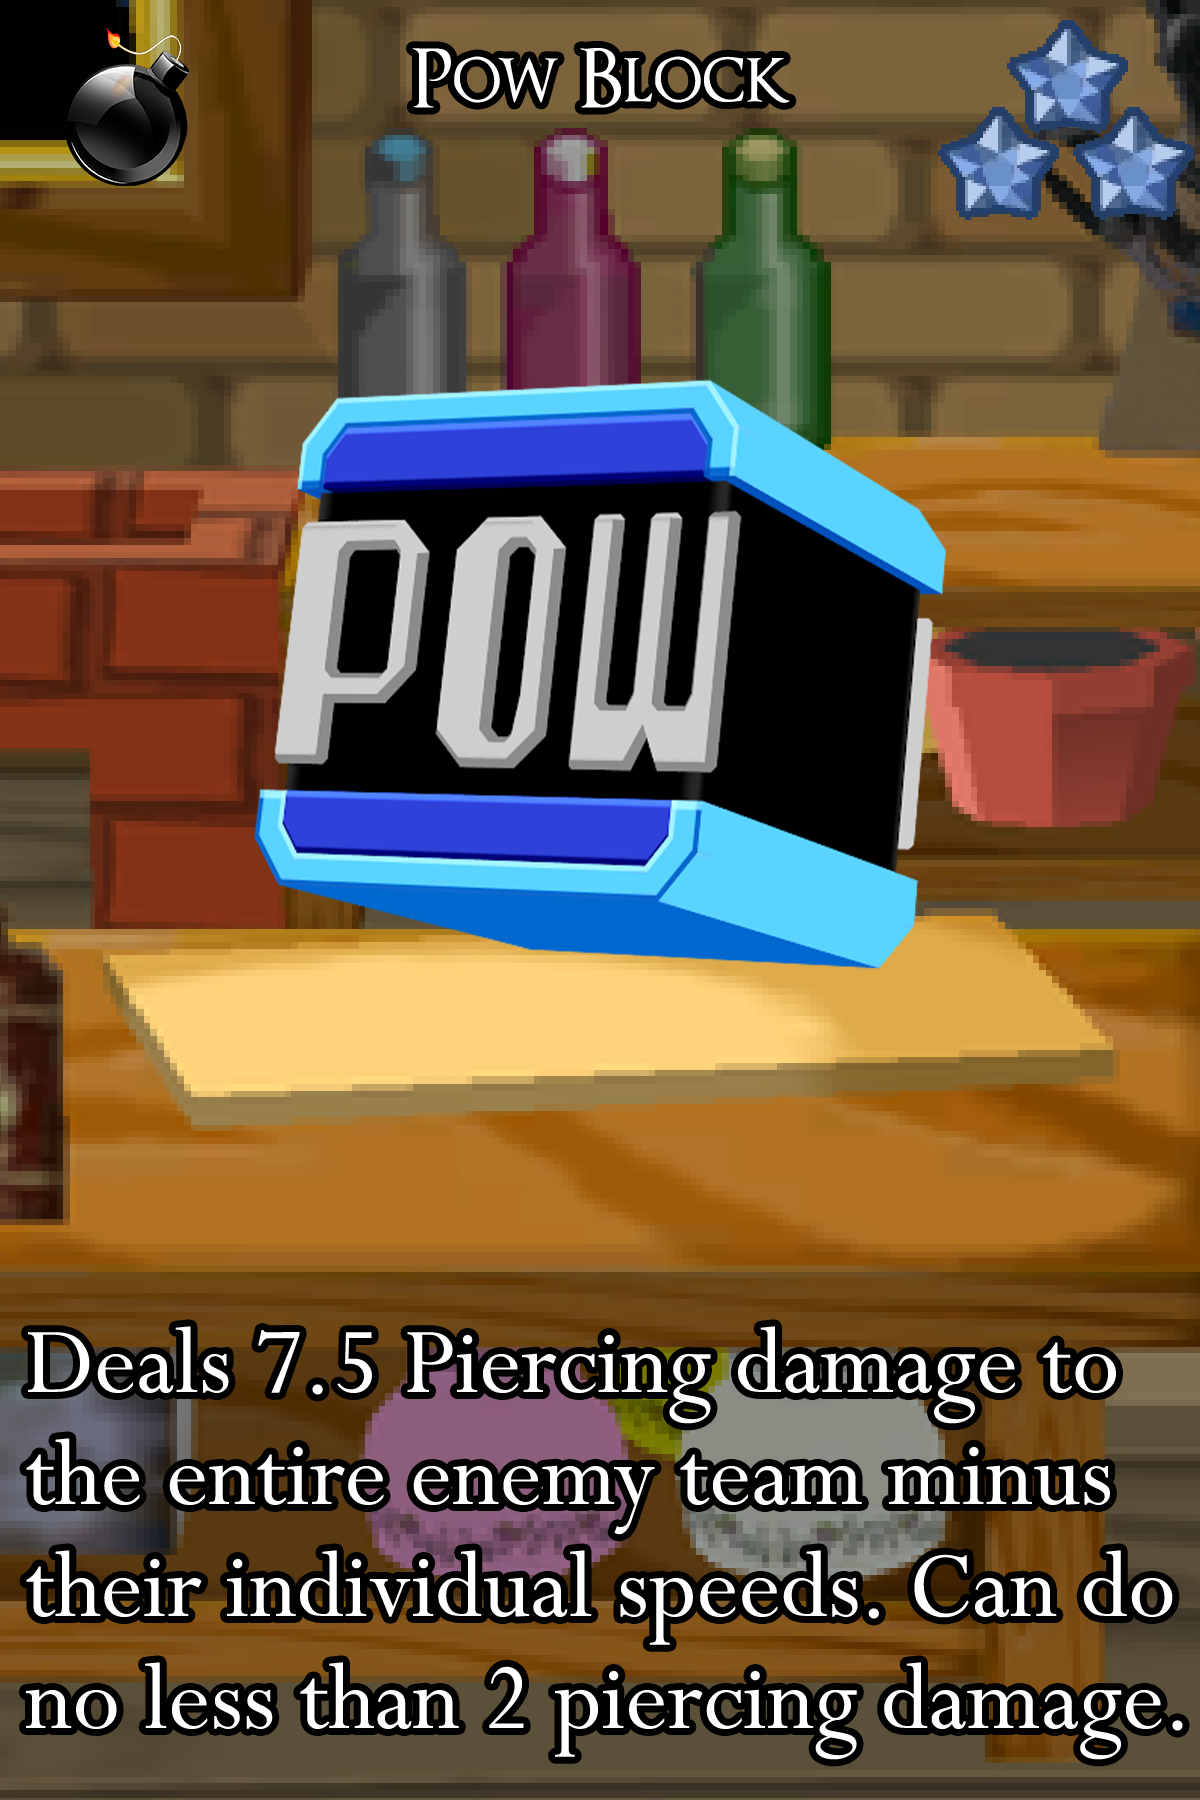 Pow Block
POW
Deals 7.5 Piercing damage to
the entire enemy team minus
their individual speeds. Can do
no less than 2 piercing damage.